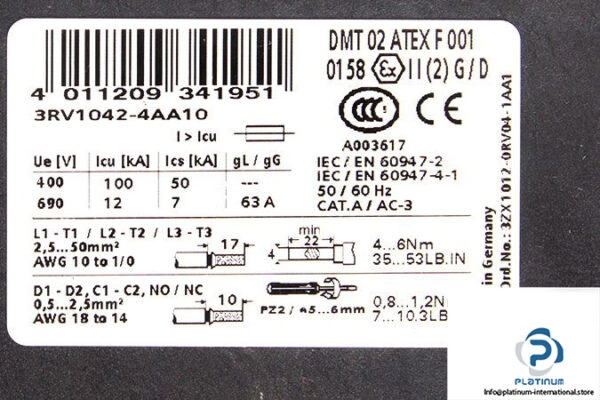 4 011209 341951
3RV1042-4AA10
I > Icu
DMT 02 ATEX F 001
0158 Ex II (2) G / D
CCC CE
A003617
IEC / EN 60947-2
IEC / EN 60947-4-1
50 / 60 Hz
CAT. A / AC-3
Ue [V] Icu [kA] Ics [kA] gL / gG
400 100 50 ---
690 12 7 63 A
L1 - T1 / L2 - T2 / L3 - T3
2,5...50mm²
AWG 10 to 1/0
17
min
22
4
4...6Nm
35...53LB.IN
D1 - D2, C1 - C2, NO / NC
0,5...2,5mm²
AWG 18 to 14
10
PZ2 / ø5...6mm
0,8...1,2N
7...10.3LB
in Germany
Ord.No.: 3ZX1012-0RV04-1AA1
PLATINUM
https://platinum-international.store